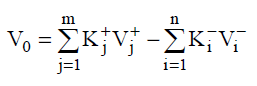 V₀ = ∑_{j=1}^{m} K_j^+ V_j^+ − ∑_{i=1}^{n} K_i^− V_i^−